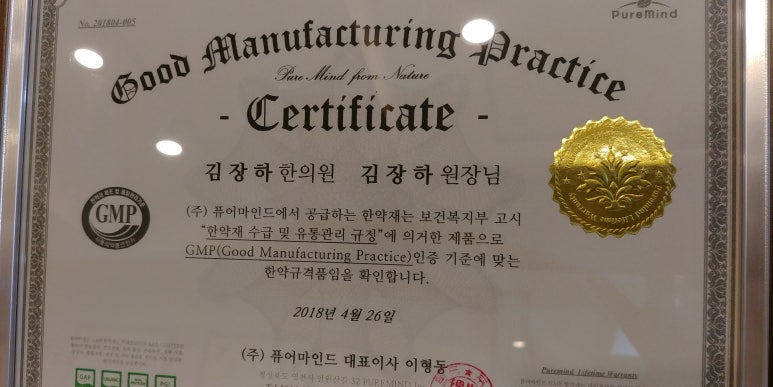 No. 201804-005
PureMind
Good Manufacturing Practice
Pure Mind from Nature
- Certificate -
김장하한의원 김장하원장님
GMP
(주) 퓨어마인드에서 공급하는 한약재는 보건복지부 고시
“한약재 수급 및 유통관리 규정”에 의거한 제품으로
GMP(Good Manufacturing Practice)인증 기준에 맞는
한약규격품임을 확인합니다.
2018년 4월 26일
(주) 퓨어마인드 대표이사 이형동
Puremind Lifetime Warranty
GAP